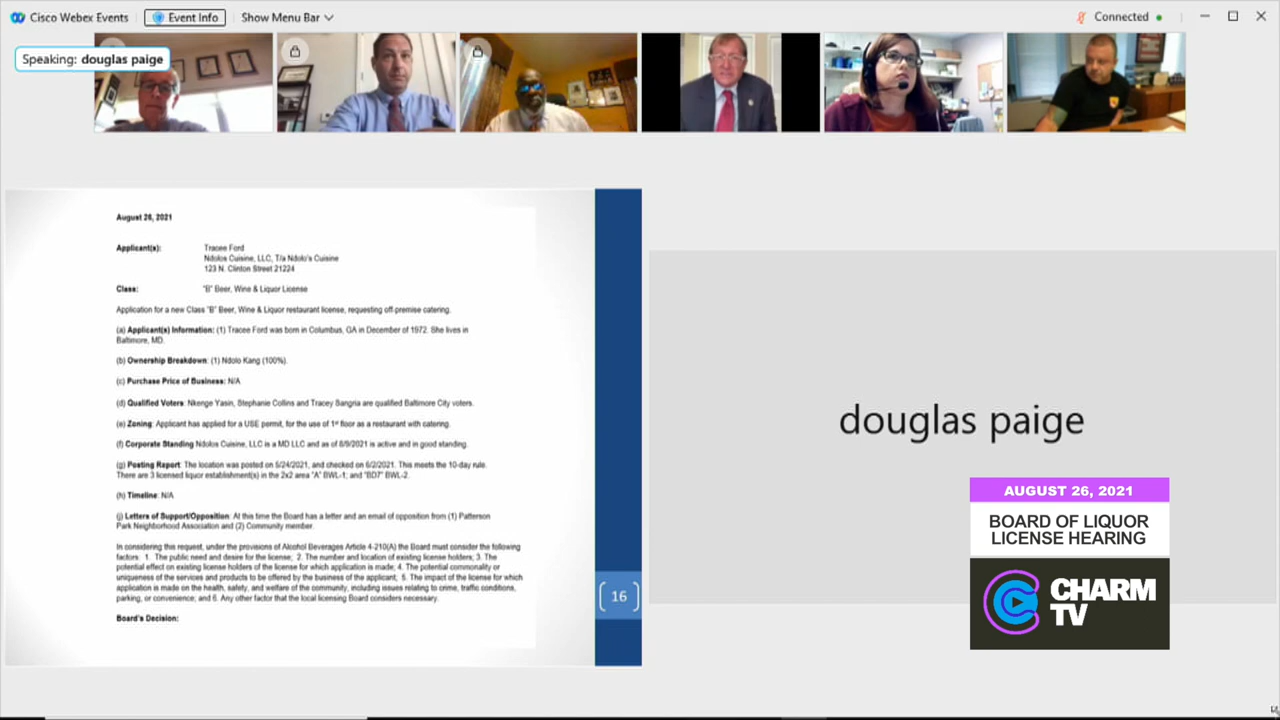 Cisco Webex Events
Event Info
Show Menu Bar
Connected
Speaking: douglas paige
August 26, 2021
Applicant(s): Tracee Ford
Ndolos Cuisine, LLC, T/a Ndolo's Cuisine
123 N. Clinton Street 21224
Class: "B" Beer, Wine & Liquor License
Application for a new Class "B" Beer, Wine & Liquor restaurant license, requesting off-premise catering.
(a) Applicant(s) Information: (1) Tracee Ford was born in Columbus, GA in December of 1972. She lives in
Baltimore, MD.
(b) Ownership Breakdown: (1) Ndolo Kang (100%).
(c) Purchase Price of Business: N/A
(d) Qualified Voters: Nkenge Yasin, Stephanie Collins and Tracey Sangria are qualified Baltimore City voters.
(e) Zoning: Applicant has applied for a USE permit, for the use of 1st floor as a restaurant with catering.
(f) Corporate Standing Ndolos Cuisine, LLC is a MD LLC and as of 8/9/2021 is active and in good standing.
(g) Posting Report: The location was posted on 5/24/2021, and checked on 6/2/2021. This meets the 10-day rule.
There are 3 licensed liquor establishment(s) in the 2x2 area "A" BWL-1; and "BD7" BWL-2.
(h) Timeline: N/A
(j) Letters of Support/Opposition: At this time the Board has a letter and an email of opposition from (1) Patterson
Park Neighborhood Association and (2) Community member.
In considering this request, under the provisions of Alcohol Beverages Article 4-210(A) the Board must consider the following
factors: 1. The public need and desire for the license; 2. The number and location of existing license holders; 3. The
potential effect on existing license holders of the license for which application is made; 4. The potential commonality or
uniqueness of the services and products to be offered by the business of the applicant; 5. The impact of the license for which
application is made on the health, safety, and welfare of the community, including issues relating to crime, traffic conditions,
parking, or convenience; and 6. Any other factor that the local licensing Board considers necessary.
Board's Decision:
16
douglas paige
AUGUST 26, 2021
BOARD OF LIQUOR
LICENSE HEARING
CHARM
TV